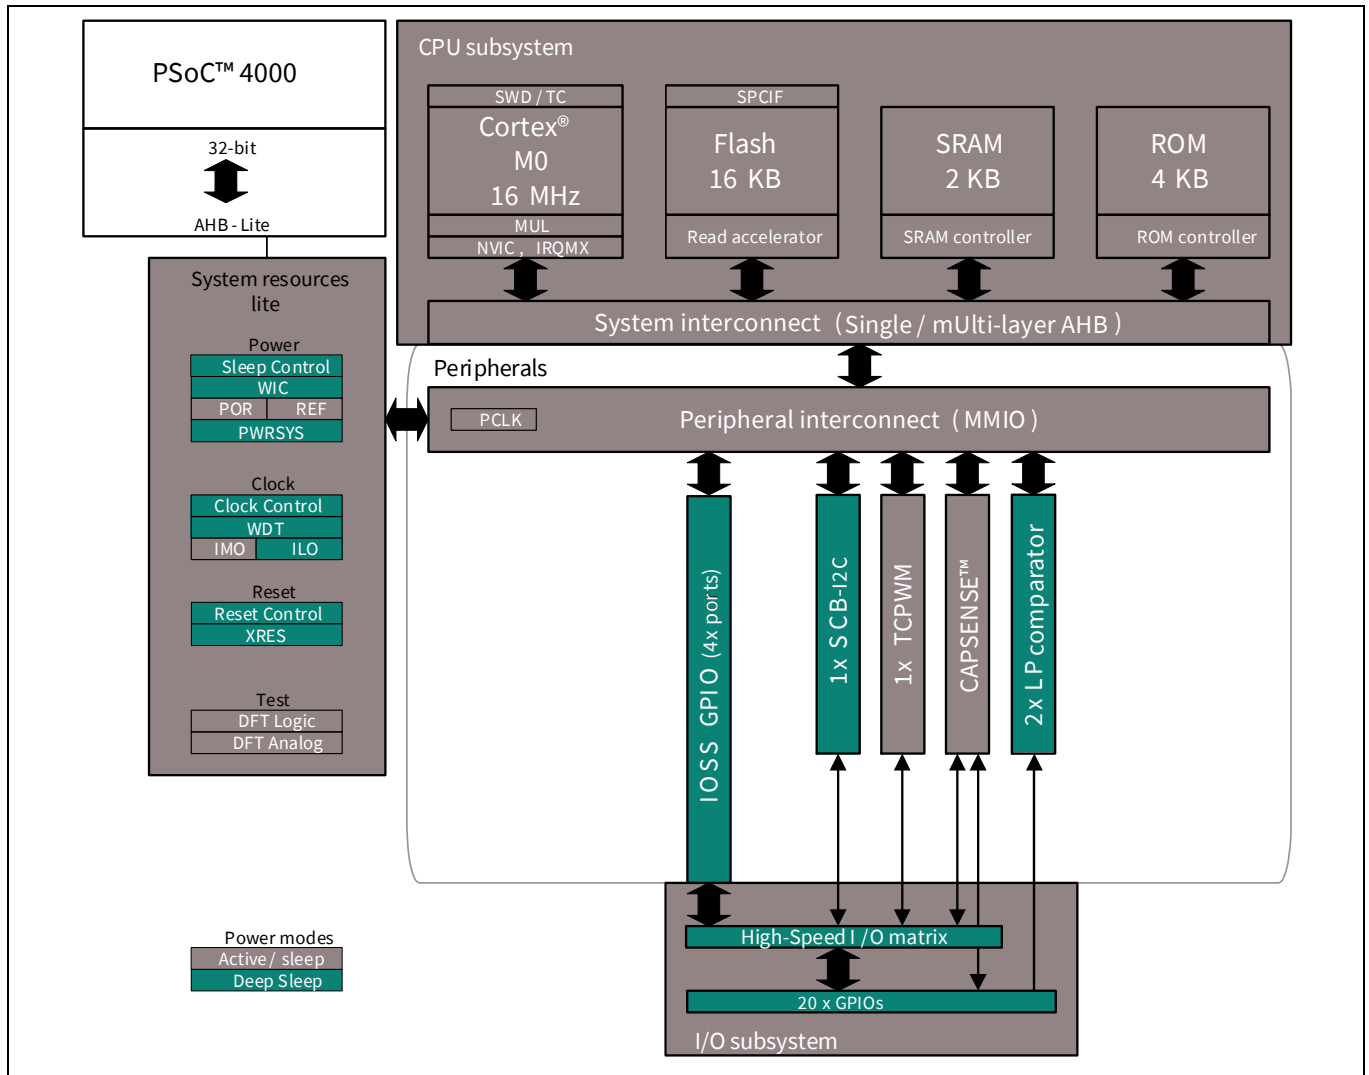 PSoC™ 4000
32-bit
AHB - Lite
CPU subsystem
SWD / TC
Cortex®
M0
16 MHz
MUL
NVIC , IRQMX
SPCIF
Flash
16 KB
Read accelerator
SRAM
2 KB
SRAM controller
ROM
4 KB
ROM controller
System interconnect ( Single / mUlti-layer AHB )
System resources
lite
Power
Sleep Control
WIC
POR REF
PWRSYS
Clock
Clock Control
WDT
IMO ILO
Reset
Reset Control
XRES
Test
DFT Logic
DFT Analog
Peripherals
PCLK
Peripheral interconnect ( MMIO )
IOSS GPIO (4x ports)
1x S CB-I2C
1x TCPWM
CAPSENSE™
2 x L P comparator
High-Speed I / O matrix
20 x GPIOs
I/O subsystem
Power modes
Active / sleep
Deep Sleep